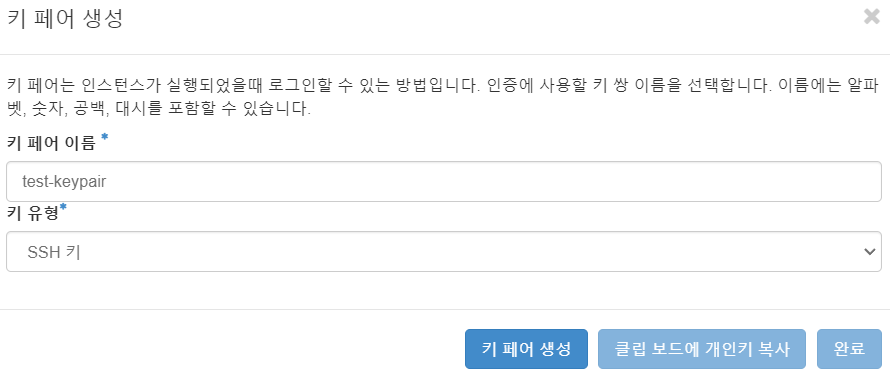 키 페어 생성
키 페어는 인스턴스가 실행되었을때 로그인할 수 있는 방법입니다. 인증에 사용할 키 쌍 이름을 선택합니다. 이름에는 알파
벳, 숫자, 공백, 대시를 포함할 수 있습니다.
키 페어 이름 *
test-keypair
키 유형*
SSH 키
키 페어 생성 클립 보드에 개인키 복사 완료